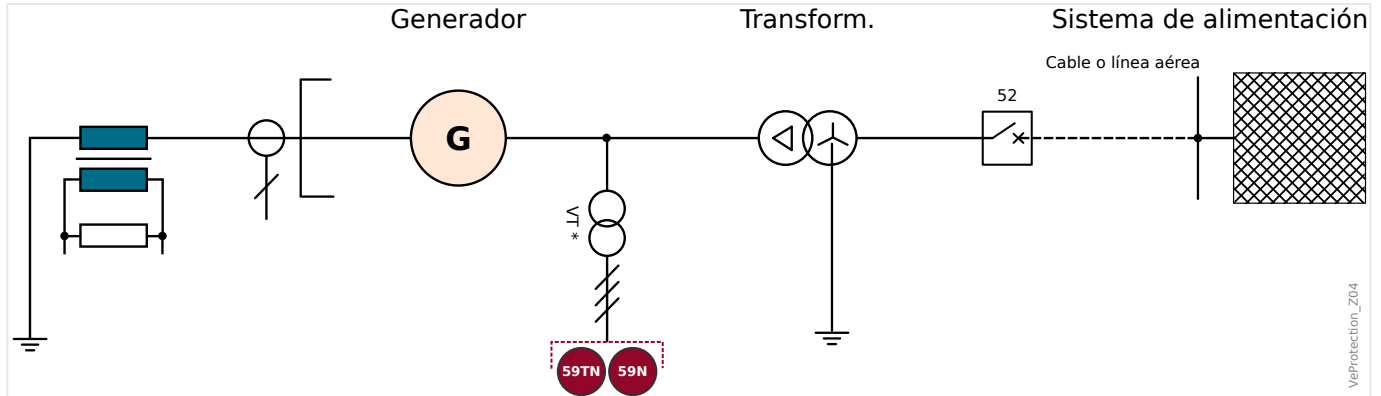 Generador
Transform.
Sistema de alimentación
Cable o línea aérea
52
G
VT *
59TN
59N
VeProtection_Z04